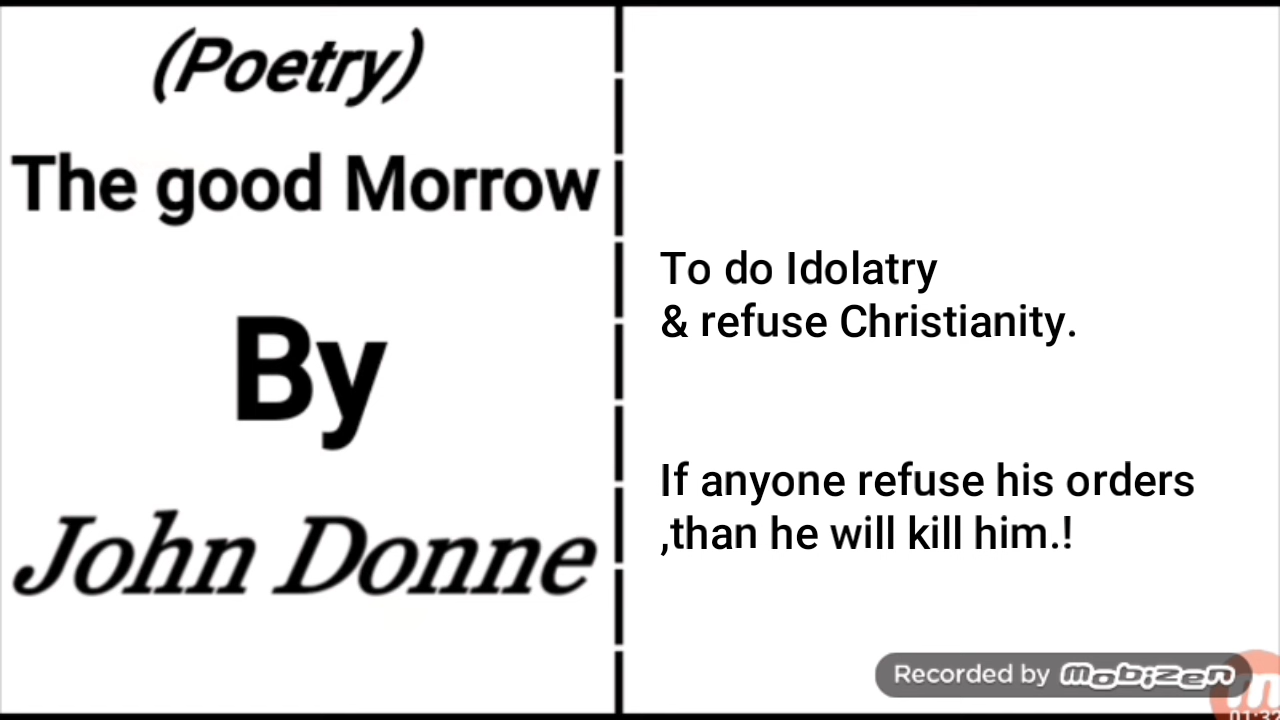 (Poetry)
The good Morrow
By
John Donne
To do Idolatry
& refuse Christianity.
If anyone refuse his orders
,than he will kill him.!
Recorded by mobizen